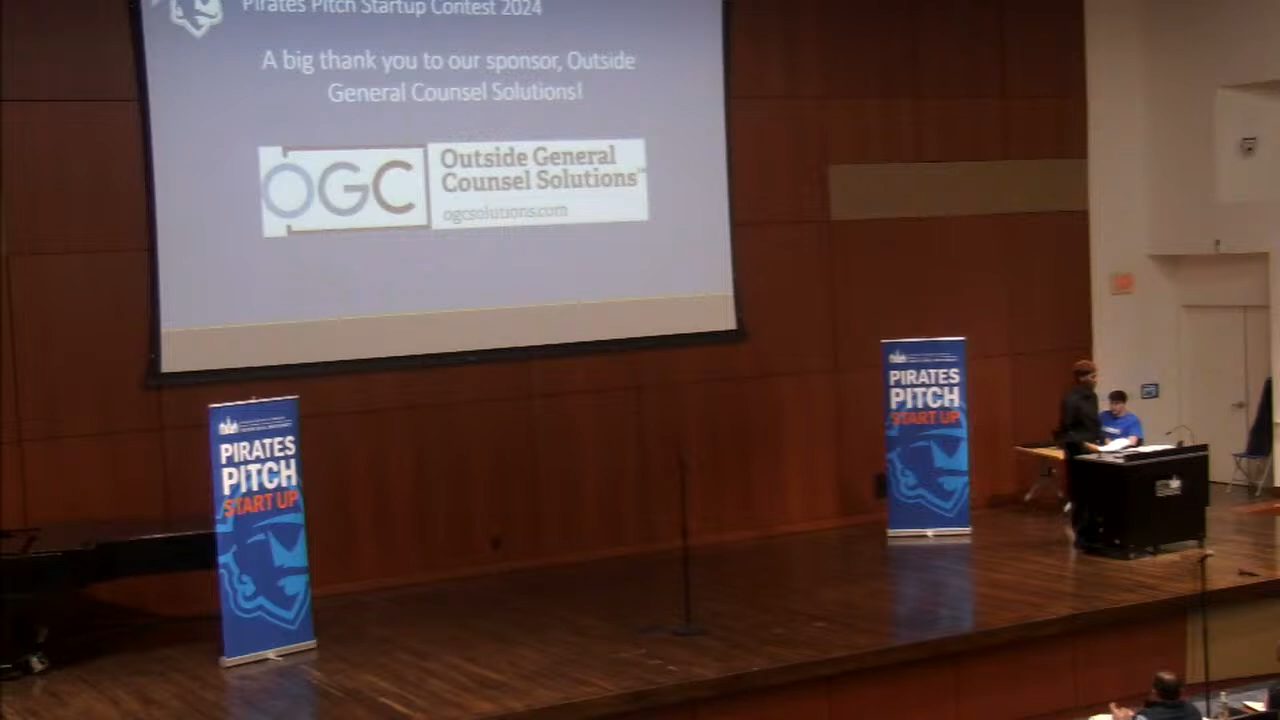 Pirates Pitch Startup Contest 2024
A big thank you to our sponsor, Outside
General Counsel Solutions!
OGC
Outside General
Counsel Solutions
ogcsolutions.com
PIRATES
PITCH
START UP
PIRATES
PITCH
START UP